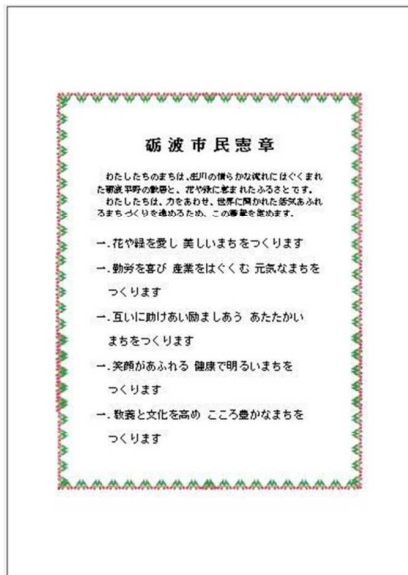 砺波市民憲章
わたしたちのまちは、庄川の清らかな流れにはぐくまれ
た砺波平野の散居と、花や緑に恵まれたふるさとです。
わたしたちは、力をあわせ、世界に開かれた活気あふれ
るまちづくりを進めるため、この憲章を定めます。
一.花や緑を愛し 美しいまちをつくります
一.勤労を喜び 産業をはぐくむ 元気なまちを
つくります
一.互いに助けあい励ましあう あたたかい
まちをつくります
一.笑顔があふれる 健康で明るいまちを
つくります
一.教養と文化を高め こころ豊かなまちを
つくります